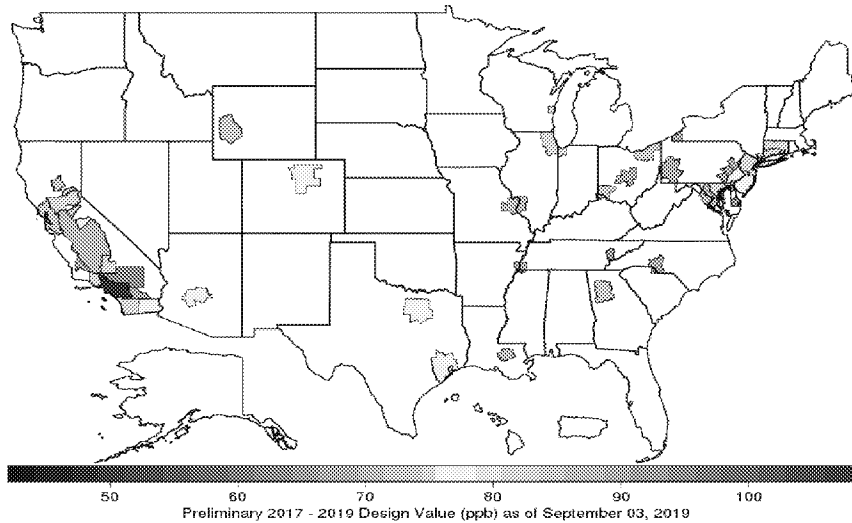 50 60 70 80 90 100
Preliminary 2017 - 2019 Design Value (ppb) as of September 03, 2019